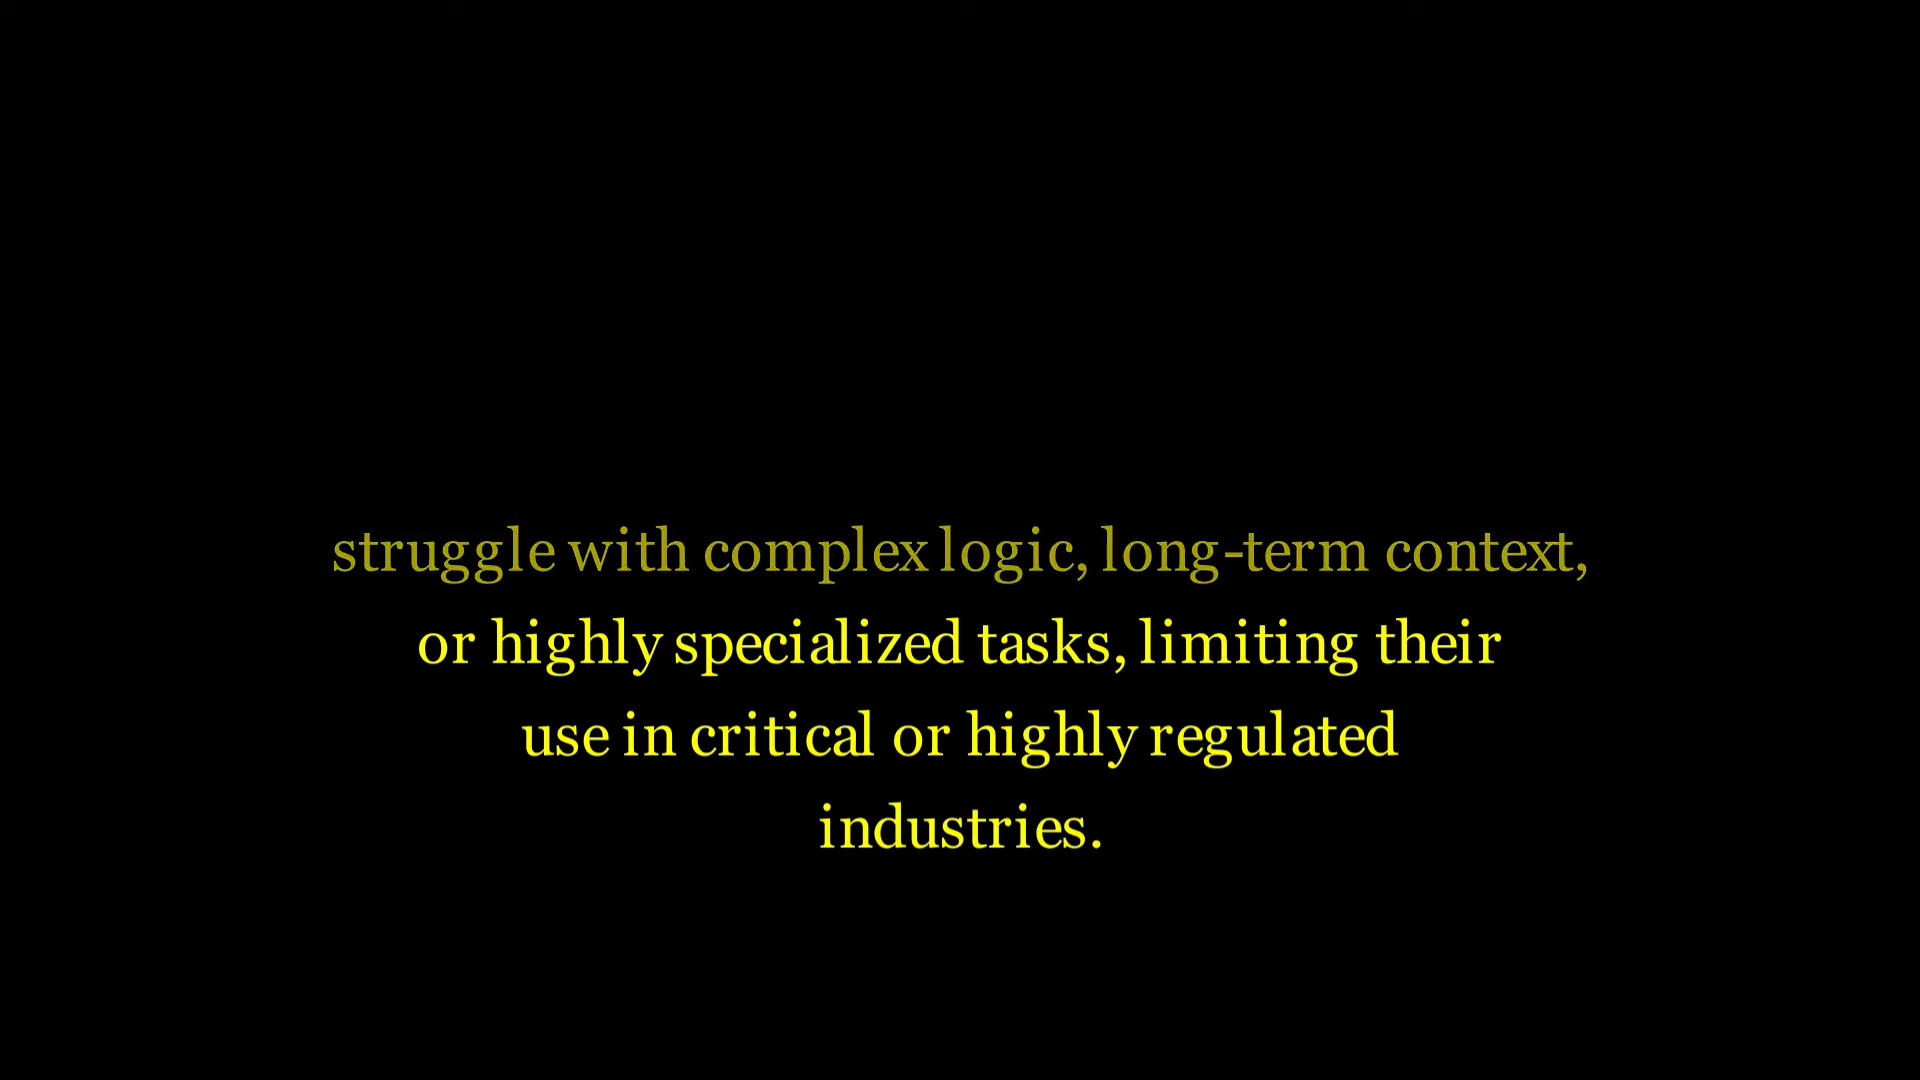 struggle with complex logic, long-term context,
or highly specialized tasks, limiting their
use in critical or highly regulated
industries.